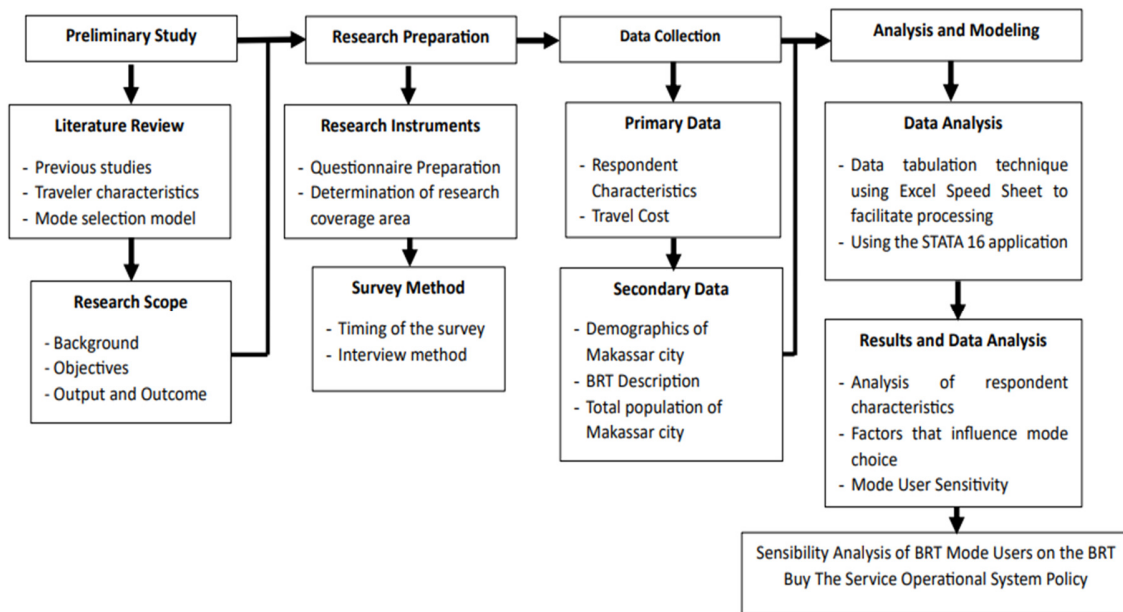 Preliminary Study
Literature Review
- Previous studies
- Traveler characteristics
- Mode selection model
Research Scope
- Background
- Objectives
- Output and Outcome
Research Preparation
Research Instruments
- Questionnaire Preparation
- Determination of research
coverage area
Survey Method
- Timing of the survey
- Interview method
Data Collection
Primary Data
- Respondent
Characteristics
- Travel Cost
Secondary Data
- Demographics of
Makassar city
- BRT Description
- Total population of
Makassar city
Analysis and Modeling
Data Analysis
- Data tabulation technique
using Excel Speed Sheet to
facilitate processing
- Using the STATA 16 application
Results and Data Analysis
- Analysis of respondent
characteristics
- Factors that influence mode
choice
- Mode User Sensitivity
Sensibility Analysis of BRT Mode Users on the BRT
Buy The Service Operational System Policy